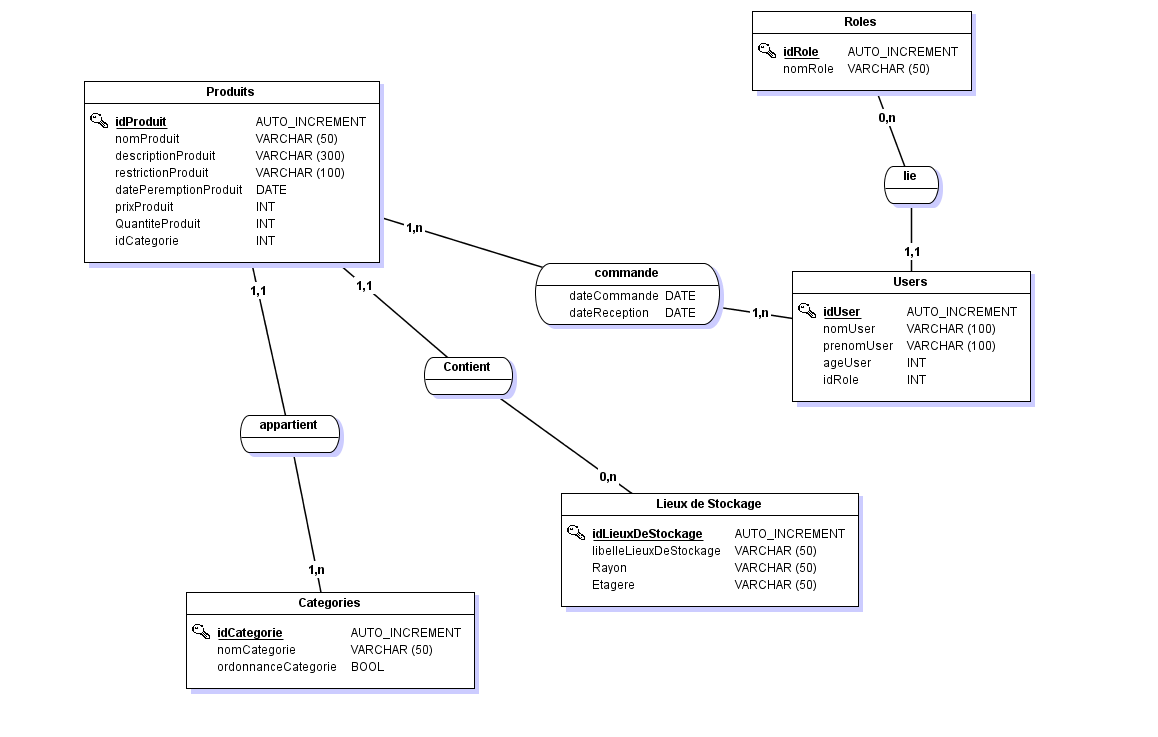 Roles
idRole AUTO_INCREMENT
nomRole VARCHAR (50)
0,n
lie
1,1
Produits
idProduit AUTO_INCREMENT
nomProduit VARCHAR (50)
descriptionProduit VARCHAR (300)
restrictionProduit VARCHAR (100)
datePeremptionProduit DATE
prixProduit INT
QuantiteProduit INT
idCategorie INT
1,n
commande
dateCommande DATE
dateReception DATE
1,n
Users
idUser AUTO_INCREMENT
nomUser VARCHAR (100)
prenomUser VARCHAR (100)
ageUser INT
idRole INT
1,1
1,1
Contient
0,n
appartient
1,n
Lieux de Stockage
idLieuxDeStockage AUTO_INCREMENT
libelleLieuxDeStockage VARCHAR (50)
Rayon VARCHAR (50)
Etagere VARCHAR (50)
Categories
idCategorie AUTO_INCREMENT
nomCategorie VARCHAR (50)
ordonnanceCategorie BOOL